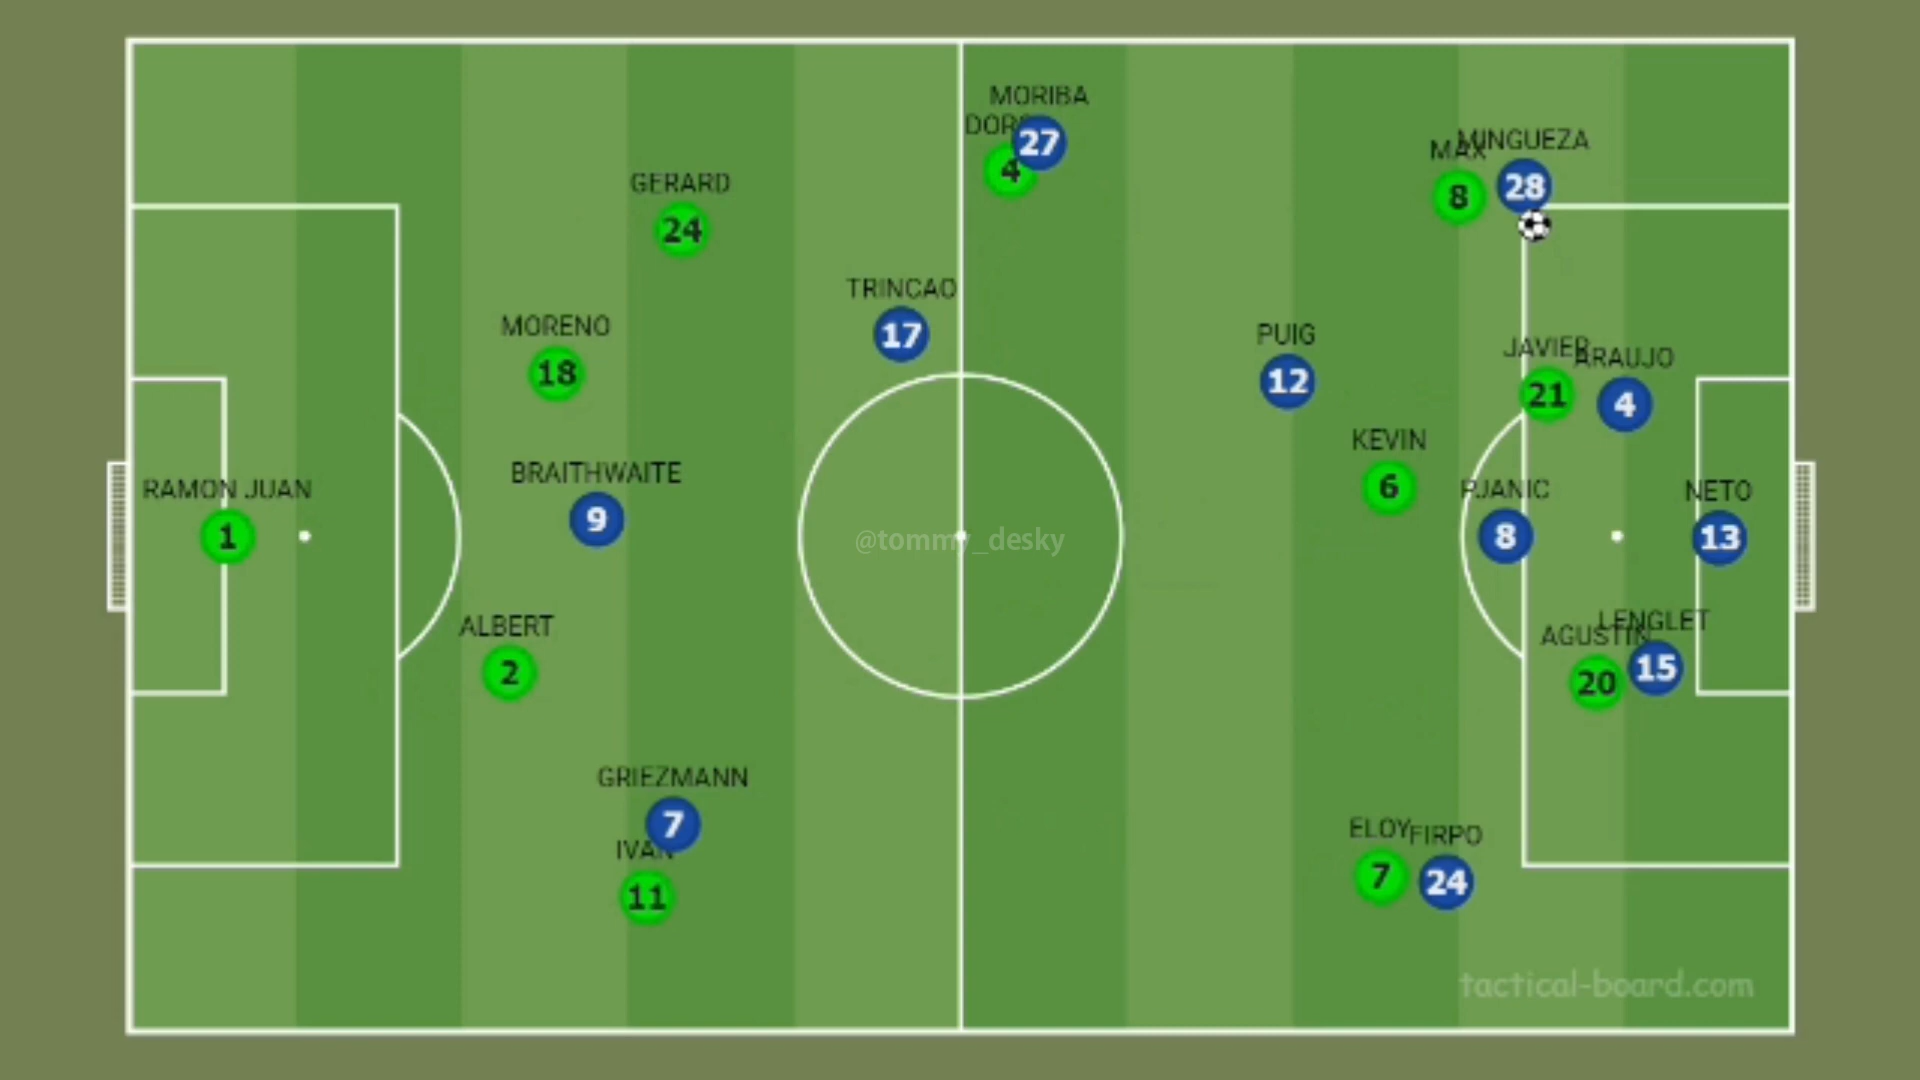 MORIBA
27
DOR
4
MINGUEZA
28
MAX
8
GERARD
24
TRINCAO
17
MORENO
18
PUIG
12
JAVIER
21
ARAUJO
4
KEVIN
6
BRAITHWAITE
9
RAMON JUAN
1
PJANIC
8
NETO
13
@tommy_desky
ALBERT
2
LENGLET
15
AGUSTIN
20
GRIEZMANN
7
IVAN
11
ELOY
7
FIRPO
24
tactical-board.com